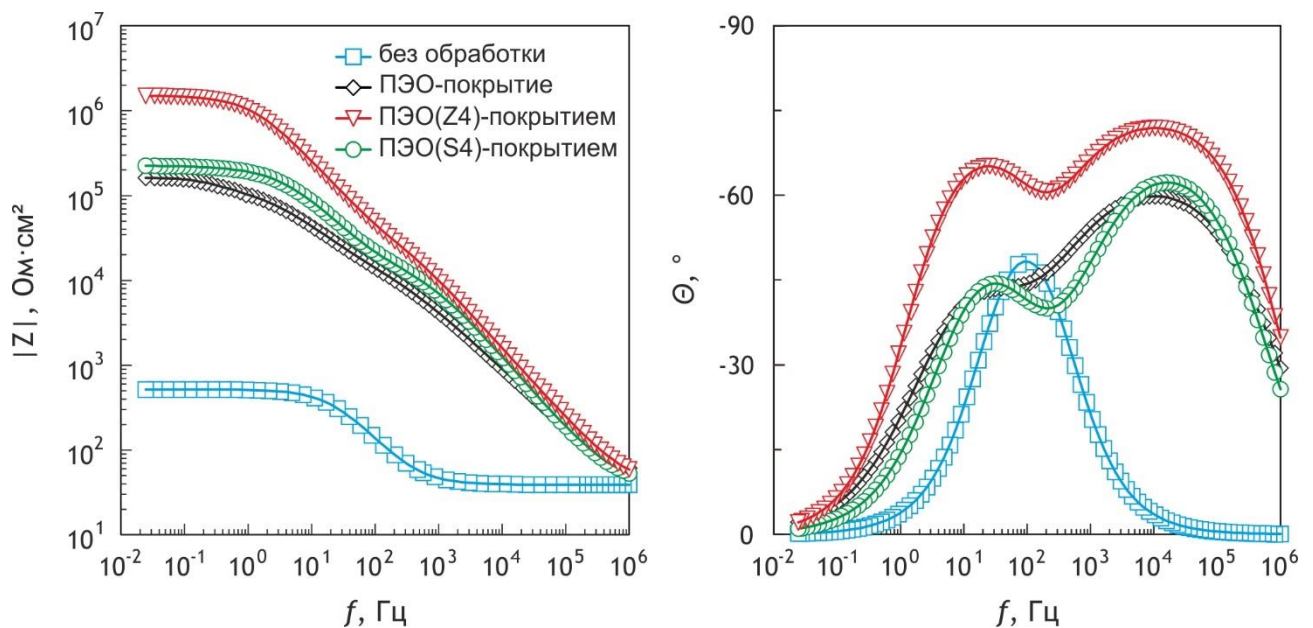 10⁷
10⁶
10⁵
10⁴
10³
10²
10¹
|Z|, Ом·см²
без обработки
ПЭО-покрытие
ПЭО(Z4)-покрытием
ПЭО(S4)-покрытием
10⁻² 10⁻¹ 10⁰ 10¹ 10² 10³ 10⁴ 10⁵ 10⁶
f, Гц
-90
-60
-30
0
Θ, °
10⁻² 10⁻¹ 10⁰ 10¹ 10² 10³ 10⁴ 10⁵ 10⁶
f, Гц